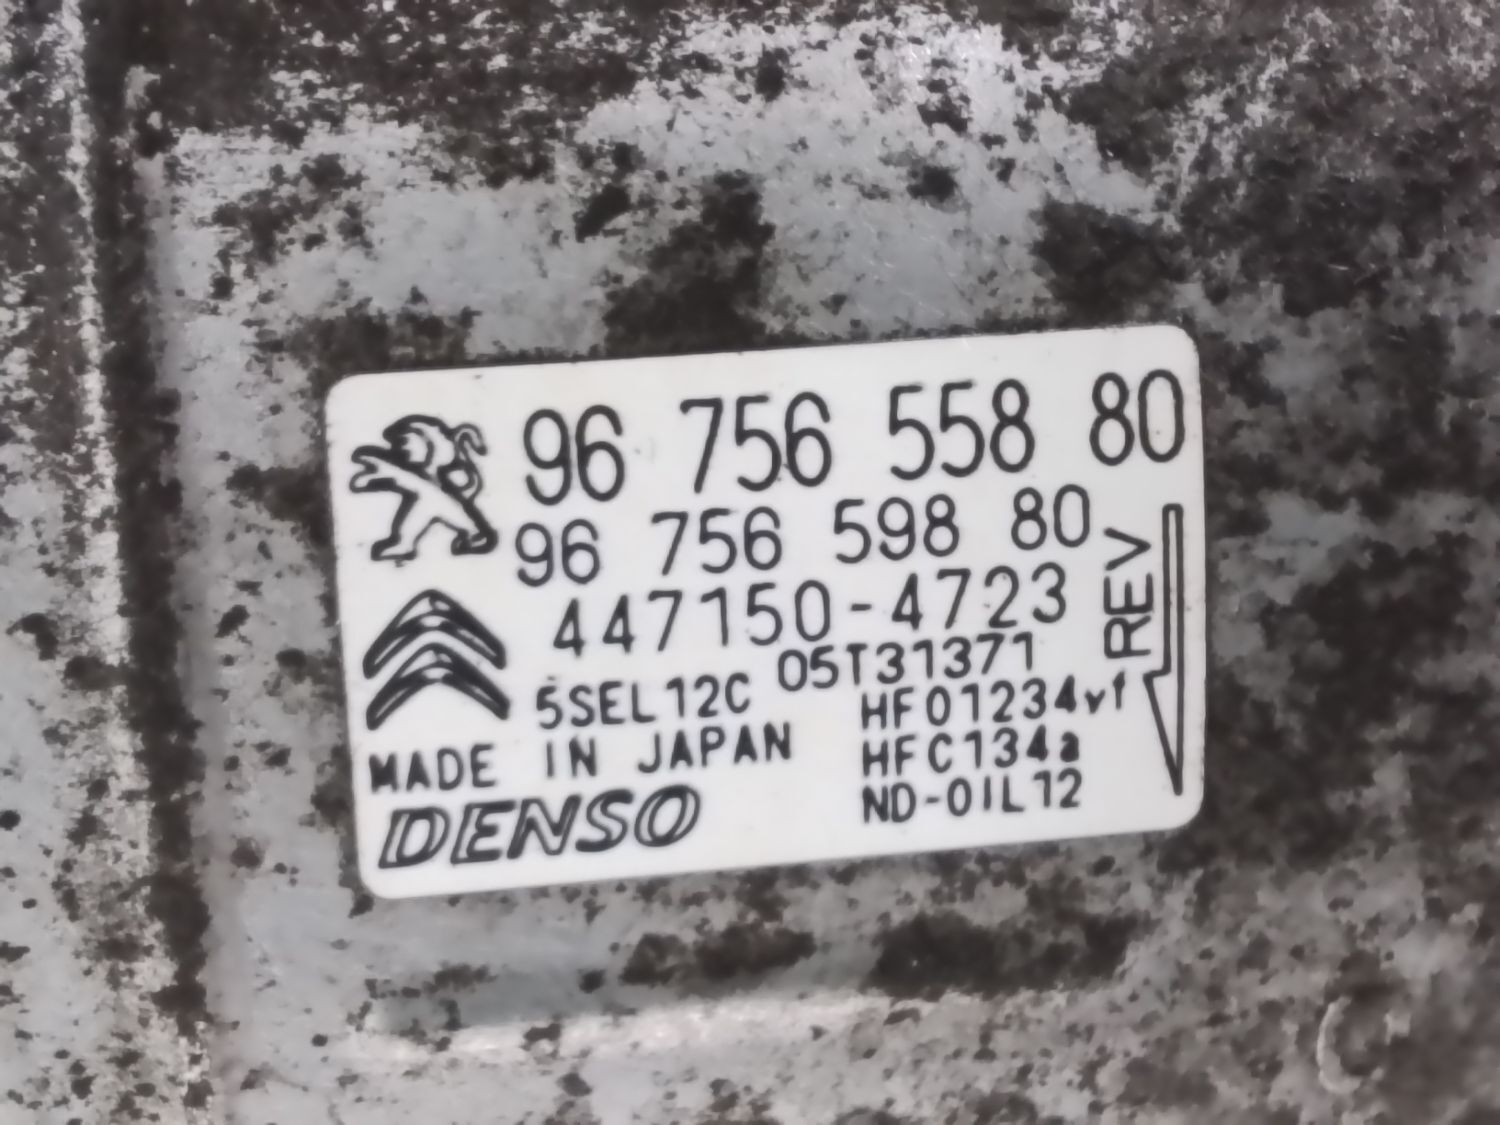 96 756 558 80
96 756 598 80
447150-4723
05T31371
5SEL12C
HF01234vf
MADE IN JAPAN
HFC134a
DENSO
ND-OIL12
REV